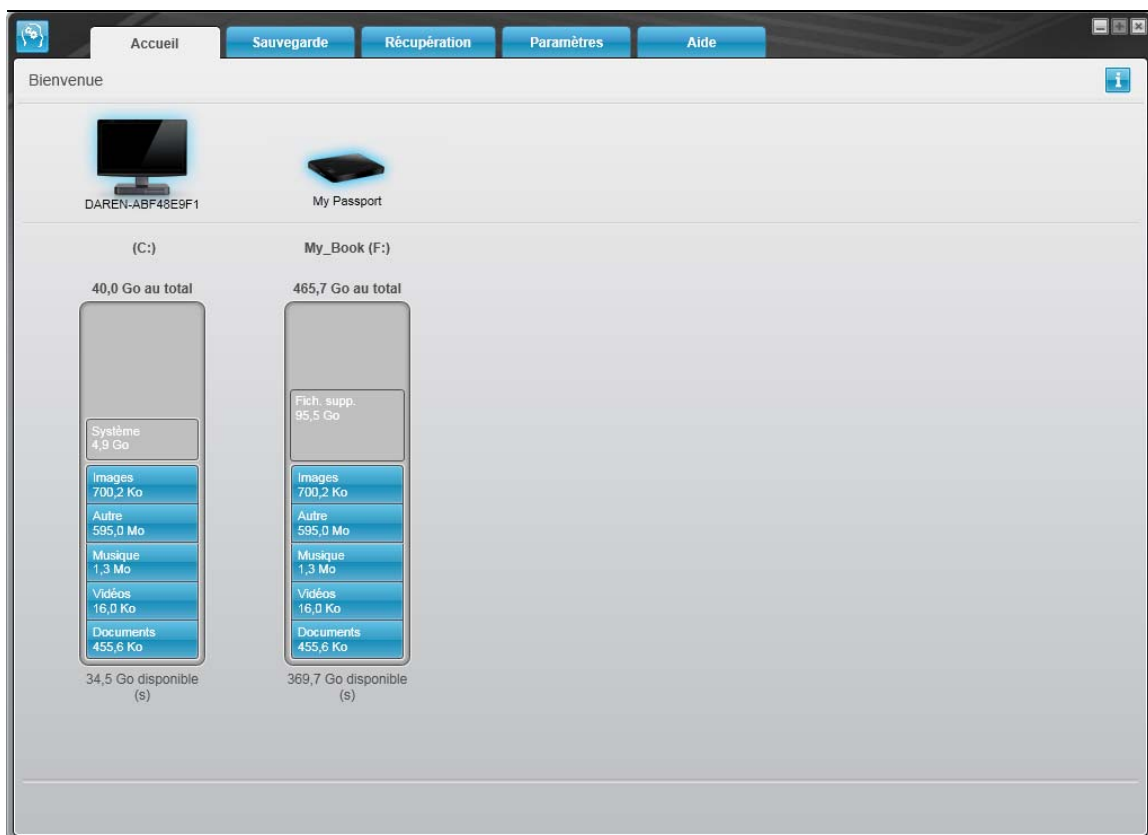 Accueil
Sauvegarde
Récupération
Paramètres
Aide
Bienvenue
i
DAREN-ABF48E9F1
My Passport
(C:)
My_Book (F:)
40,0 Go au total
465,7 Go au total
Système
4,9 Go
Images
700,2 Ko
Autre
595,0 Mo
Musique
1,3 Mo
Vidéos
16,0 Ko
Documents
455,6 Ko
34,5 Go disponible
(s)
Fich. supp.
95,5 Go
Images
700,2 Ko
Autre
595,0 Mo
Musique
1,3 Mo
Vidéos
16,0 Ko
Documents
455,6 Ko
369,7 Go disponible
(s)